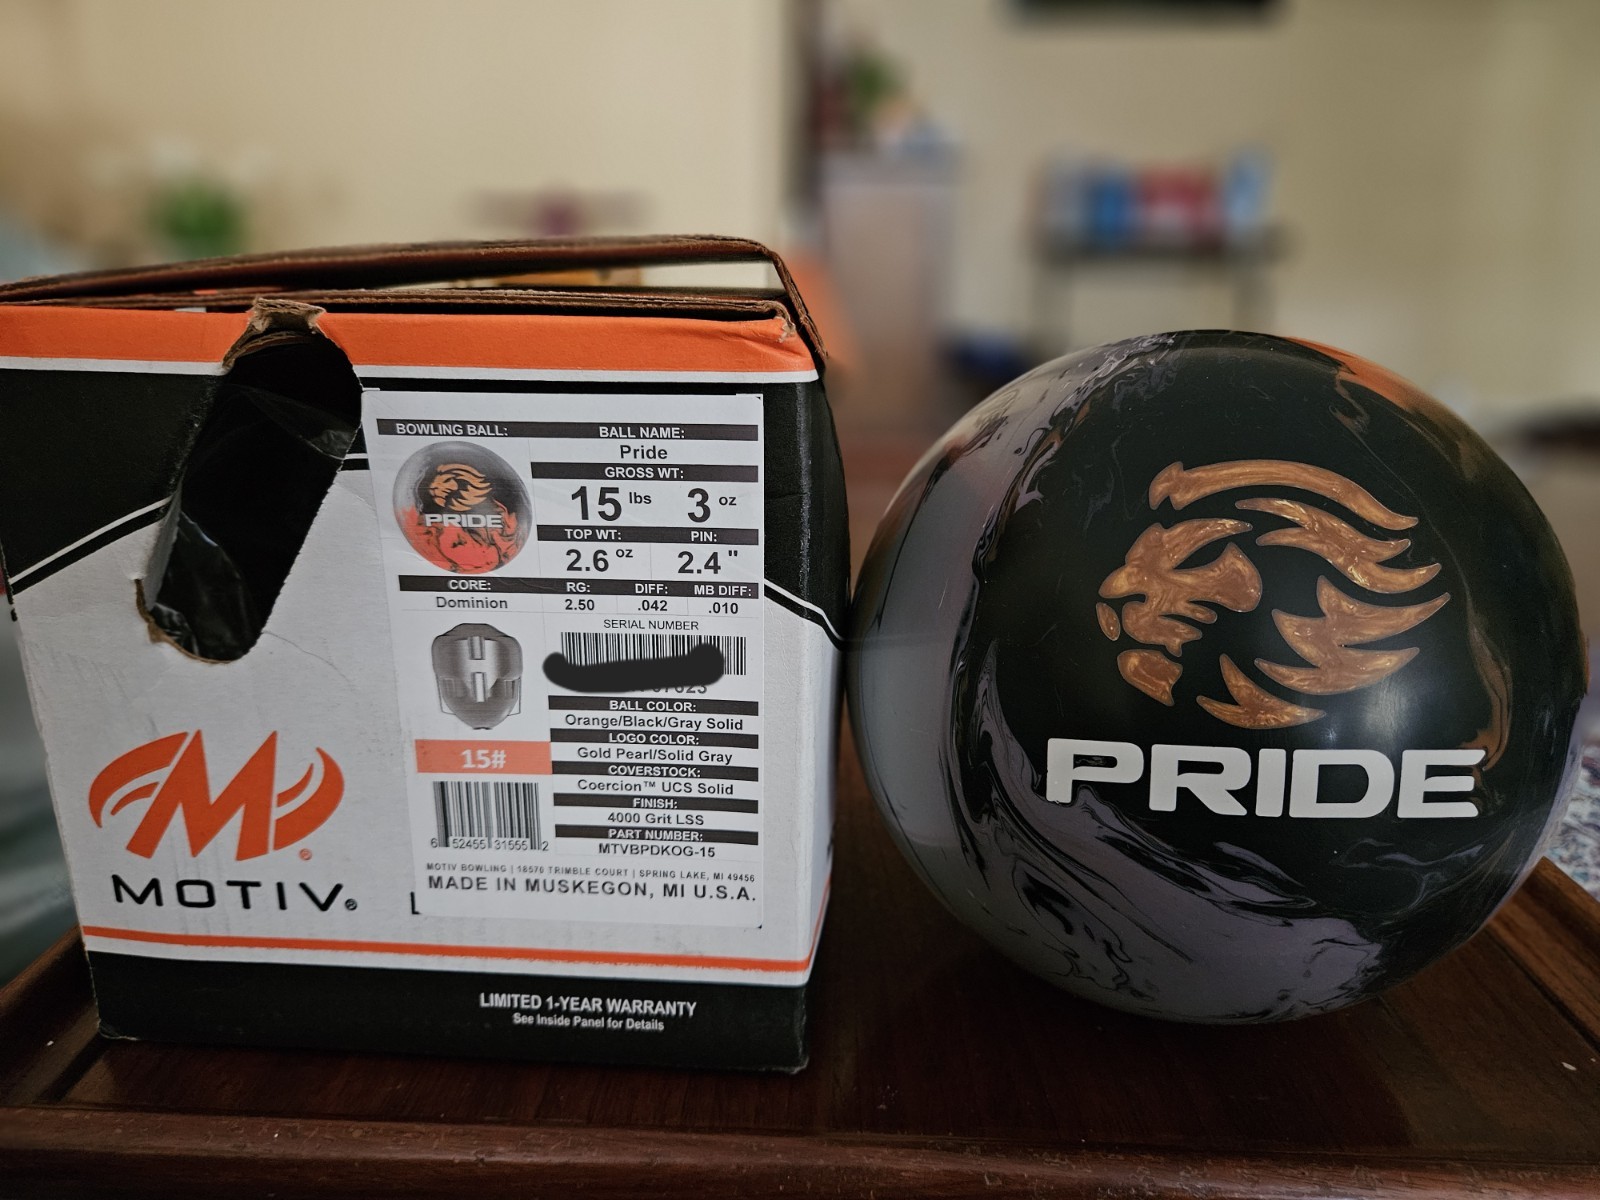 BOWLING BALL:
BALL NAME:
Pride
GROSS WT:
15 lbs 3 oz
TOP WT: PIN:
2.6 oz 2.4"
PRIDE
CORE: RG: DIFF: MB DIFF:
Dominion 2.50 .042 .010
SERIAL NUMBER
BALL COLOR:
Orange/Black/Gray Solid
LOGO COLOR:
Gold Pearl/Solid Gray
COVERSTOCK:
Coercion™ UCS Solid
FINISH:
4000 Grit LSS
PART NUMBER:
MTVBPDKOG-15
15#
6 52455 31555 2
MOTIV BOWLING | 18570 TRIMBLE COURT | SPRING LAKE, MI 49456
MADE IN MUSKEGON, MI U.S.A.
M®
MOTIV®
LIMITED 1-YEAR WARRANTY
See Inside Panel for Details
PRIDE